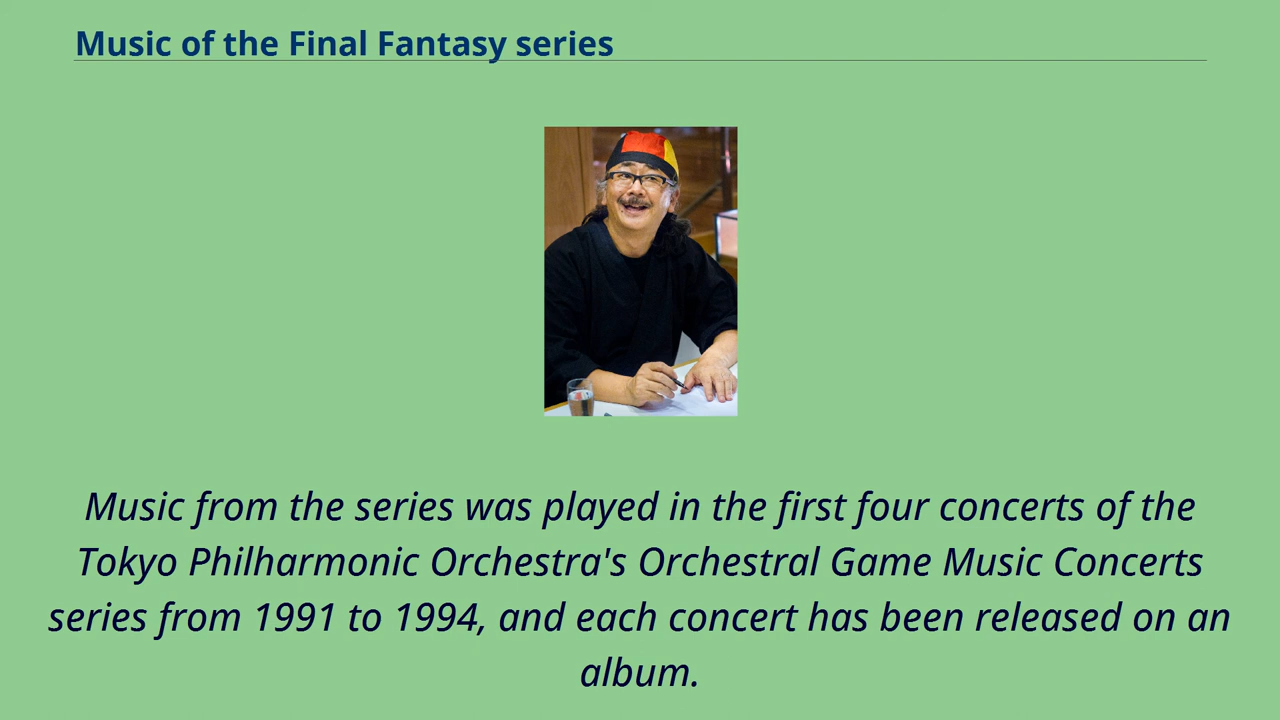 Music of the Final Fantasy series
Music from the series was played in the first four concerts of the
Tokyo Philharmonic Orchestra's Orchestral Game Music Concerts
series from 1991 to 1994, and each concert has been released on an
album.